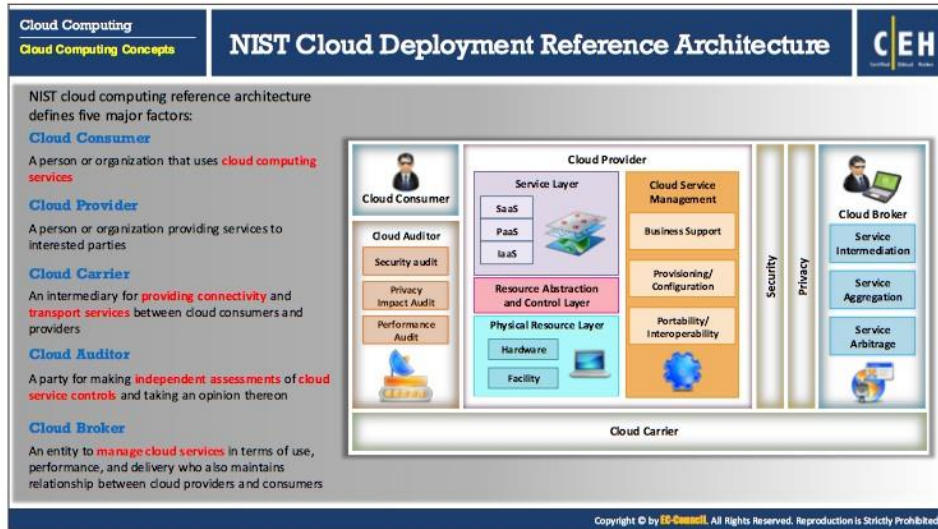 Cloud Computing
Cloud Computing Concepts
NIST Cloud Deployment Reference Architecture
CEH
Certified Ethical Hacker
NIST cloud computing reference architecture
defines five major factors:
Cloud Consumer
A person or organization that uses cloud computing
services
Cloud Provider
A person or organization providing services to
interested parties
Cloud Carrier
An intermediary for providing connectivity and
transport services between cloud consumers and
providers
Cloud Auditor
A party for making independent assessments of cloud
service controls and taking an opinion thereon
Cloud Broker
An entity to manage cloud services in terms of use,
performance, and delivery who also maintains
relationship between cloud providers and consumers
Cloud Consumer
Cloud Auditor
Security audit
Privacy
Impact Audit
Performance
Audit
Cloud Provider
Service Layer
SaaS
PaaS
IaaS
Resource Abstraction
and Control Layer
Physical Resource Layer
Hardware
Facility
Cloud Service
Management
Business Support
Provisioning/
Configuration
Portability/
Interoperability
Security
Privacy
Cloud Broker
Service
Intermediation
Service
Aggregation
Service
Arbitrage
Cloud Carrier
Copyright © by EC-Council. All Rights Reserved. Reproduction is Strictly Prohibited